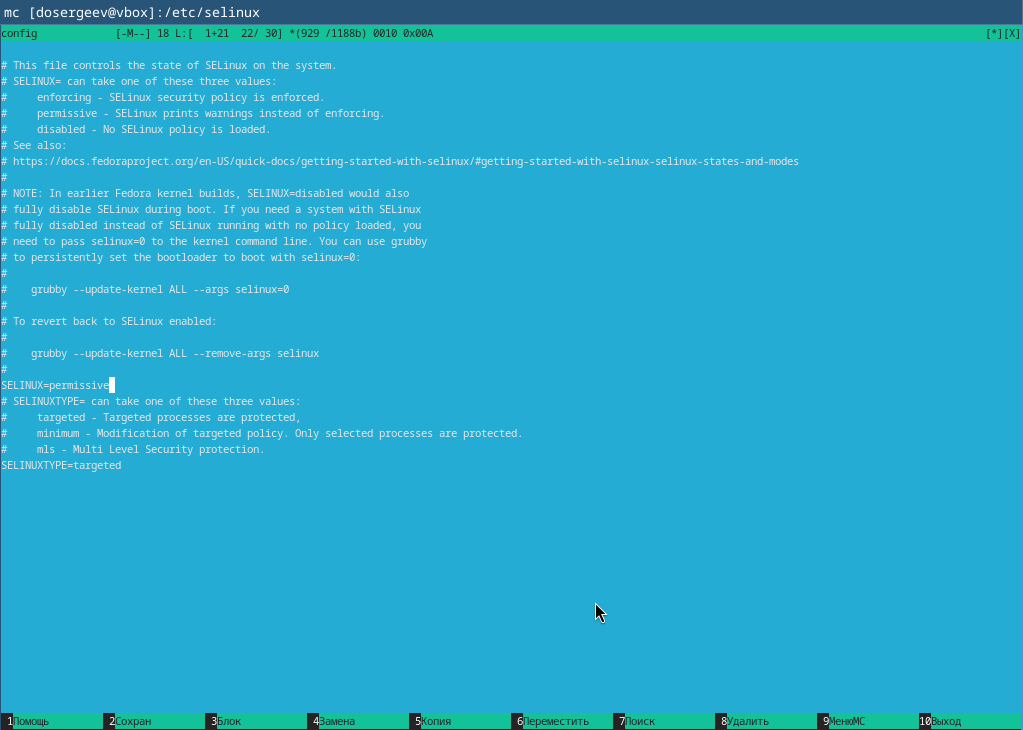 mc [dosergeev@vbox]:/etc/selinux
config             [-M--] 18 L:[  1+21  22/ 30] *(929 /1188b) 0010 0x00A                                    [*][X]
# This file controls the state of SELinux on the system.
# SELINUX= can take one of these three values:
#     enforcing - SELinux security policy is enforced.
#     permissive - SELinux prints warnings instead of enforcing.
#     disabled - No SELinux policy is loaded.
# See also:
# https://docs.fedoraproject.org/en-US/quick-docs/getting-started-with-selinux/#getting-started-with-selinux-selinux-states-and-modes
#
# NOTE: In earlier Fedora kernel builds, SELINUX=disabled would also
# fully disable SELinux during boot. If you need a system with SELinux
# fully disabled instead of SELinux running with no policy loaded, you
# need to pass selinux=0 to the kernel command line. You can use grubby
# to persistently set the bootloader to boot with selinux=0:
#
#    grubby --update-kernel ALL --args selinux=0
#
# To revert back to SELinux enabled:
#
#    grubby --update-kernel ALL --remove-args selinux
#
SELINUX=permissive
# SELINUXTYPE= can take one of these three values:
#     targeted - Targeted processes are protected,
#     minimum - Modification of targeted policy. Only selected processes are protected.
#     mls - Multi Level Security protection.
SELINUXTYPE=targeted
1Помощь 2Сохран 3Блок 4Замена 5Копия 6Переместить 7Поиск 8Удалить 9МенюMC 10Выход